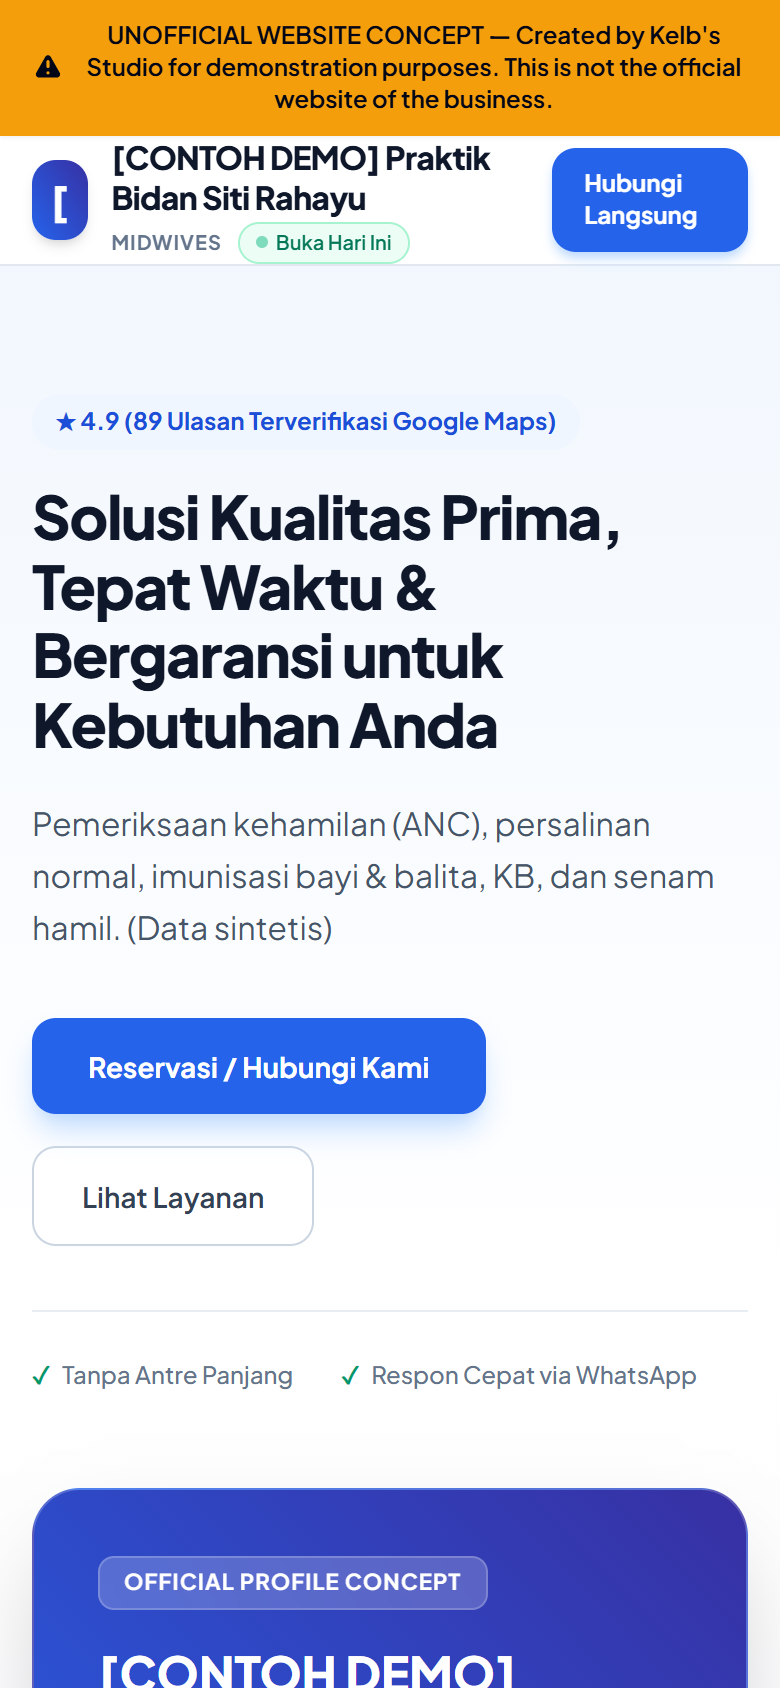 UNOFFICIAL WEBSITE CONCEPT — Created by Kelb's
Studio for demonstration purposes. This is not the official
website of the business.
[
[CONTOH DEMO] Praktik
Bidan Siti Rahayu
MIDWIVES
Buka Hari Ini
Hubungi
Langsung
★ 4.9 (89 Ulasan Terverifikasi Google Maps)
Solusi Kualitas Prima,
Tepat Waktu &
Bergaransi untuk
Kebutuhan Anda
Pemeriksaan kehamilan (ANC), persalinan
normal, imunisasi bayi & balita, KB, dan senam
hamil. (Data sintetis)
Reservasi / Hubungi Kami
Lihat Layanan
✓ Tanpa Antre Panjang
✓ Respon Cepat via WhatsApp
OFFICIAL PROFILE CONCEPT
[CONTOH DEMO]